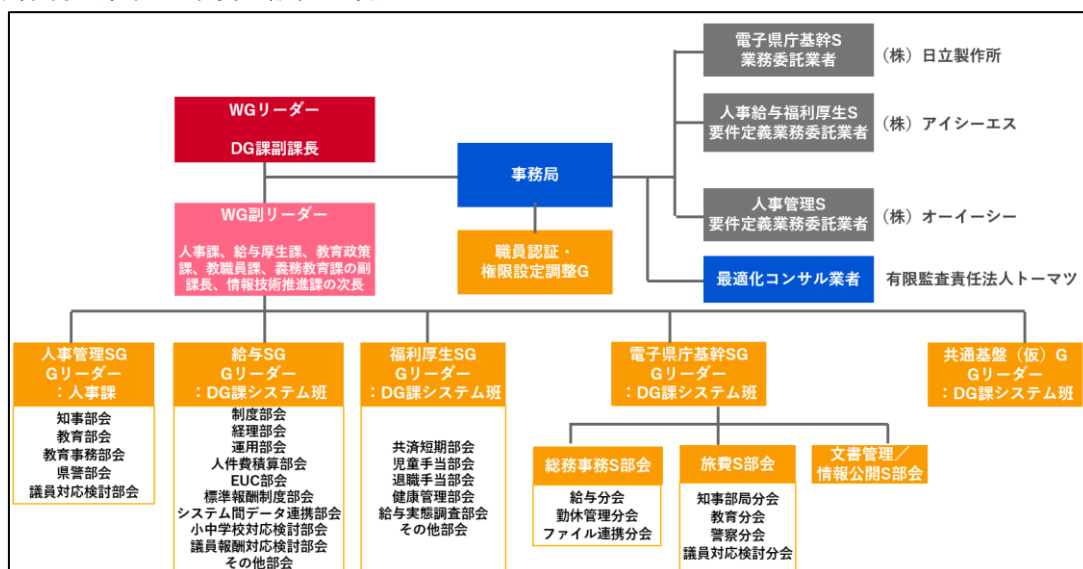 電子県庁基幹S
業務委託業者
(株)日立製作所
人事給与福利厚生S
要件定義業務委託業者
(株)アイシーエス
WGリーダー
DG課副課長
事務局
人事管理S
要件定義業務委託業者
(株)オーイーシー
WG副リーダー
人事課、給与厚生課、教育政策
課、教職員課、義務教育課の副
課長、情報技術推進課の次長
職員認証・
権限設定調整G
最適化コンサル業者
有限監査責任法人トーマツ
人事管理SG
Gリーダー
:人事課
知事部会
教育部会
教育事務部会
県警部会
議員対応検討部会
給与SG
Gリーダー
:DG課システム班
制度部会
経理部会
運用部会
人件費積算部会
EUC部会
標準報酬制度部会
システム間データ連携部会
小中学校対応検討部会
議員報酬対応検討部会
その他部会
福利厚生SG
Gリーダー
:DG課システム班
共済短期部会
児童手当部会
退職手当部会
健康管理部会
給与実態調査部会
その他部会
電子県庁基幹SG
Gリーダー
:DG課システム班
総務事務S部会
給与分会
勤休管理分会
ファイル連携分会
旅費S部会
知事部局分会
教育分会
警察分会
議員対応検討分会
文書管理/
情報公開S部会
共通基盤(仮)G
Gリーダー
:DG課システム班